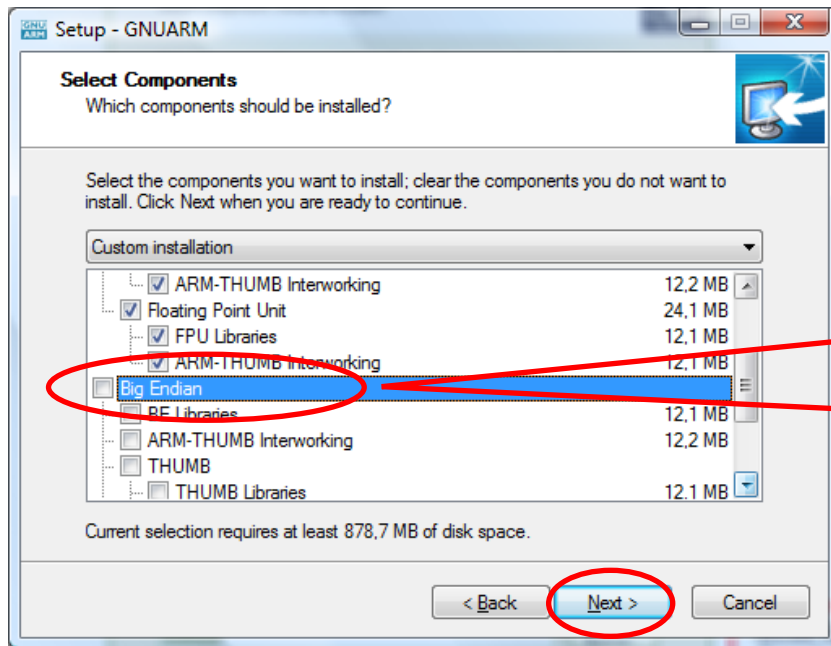 GNU
ARM
Setup - GNUARM
Select Components
Which components should be installed?
Select the components you want to install; clear the components you do not want to
install. Click Next when you are ready to continue.
Custom installation
ARM-THUMB Interworking 12,2 MB
Floating Point Unit 24,1 MB
FPU Libraries 12,1 MB
ARM-THUMB Interworking 12,1 MB
Big Endian
BE Libraries 12,1 MB
ARM-THUMB Interworking 12,2 MB
THUMB
THUMB Libraries 12.1 MB
Current selection requires at least 878,7 MB of disk space.
< Back Next > Cancel